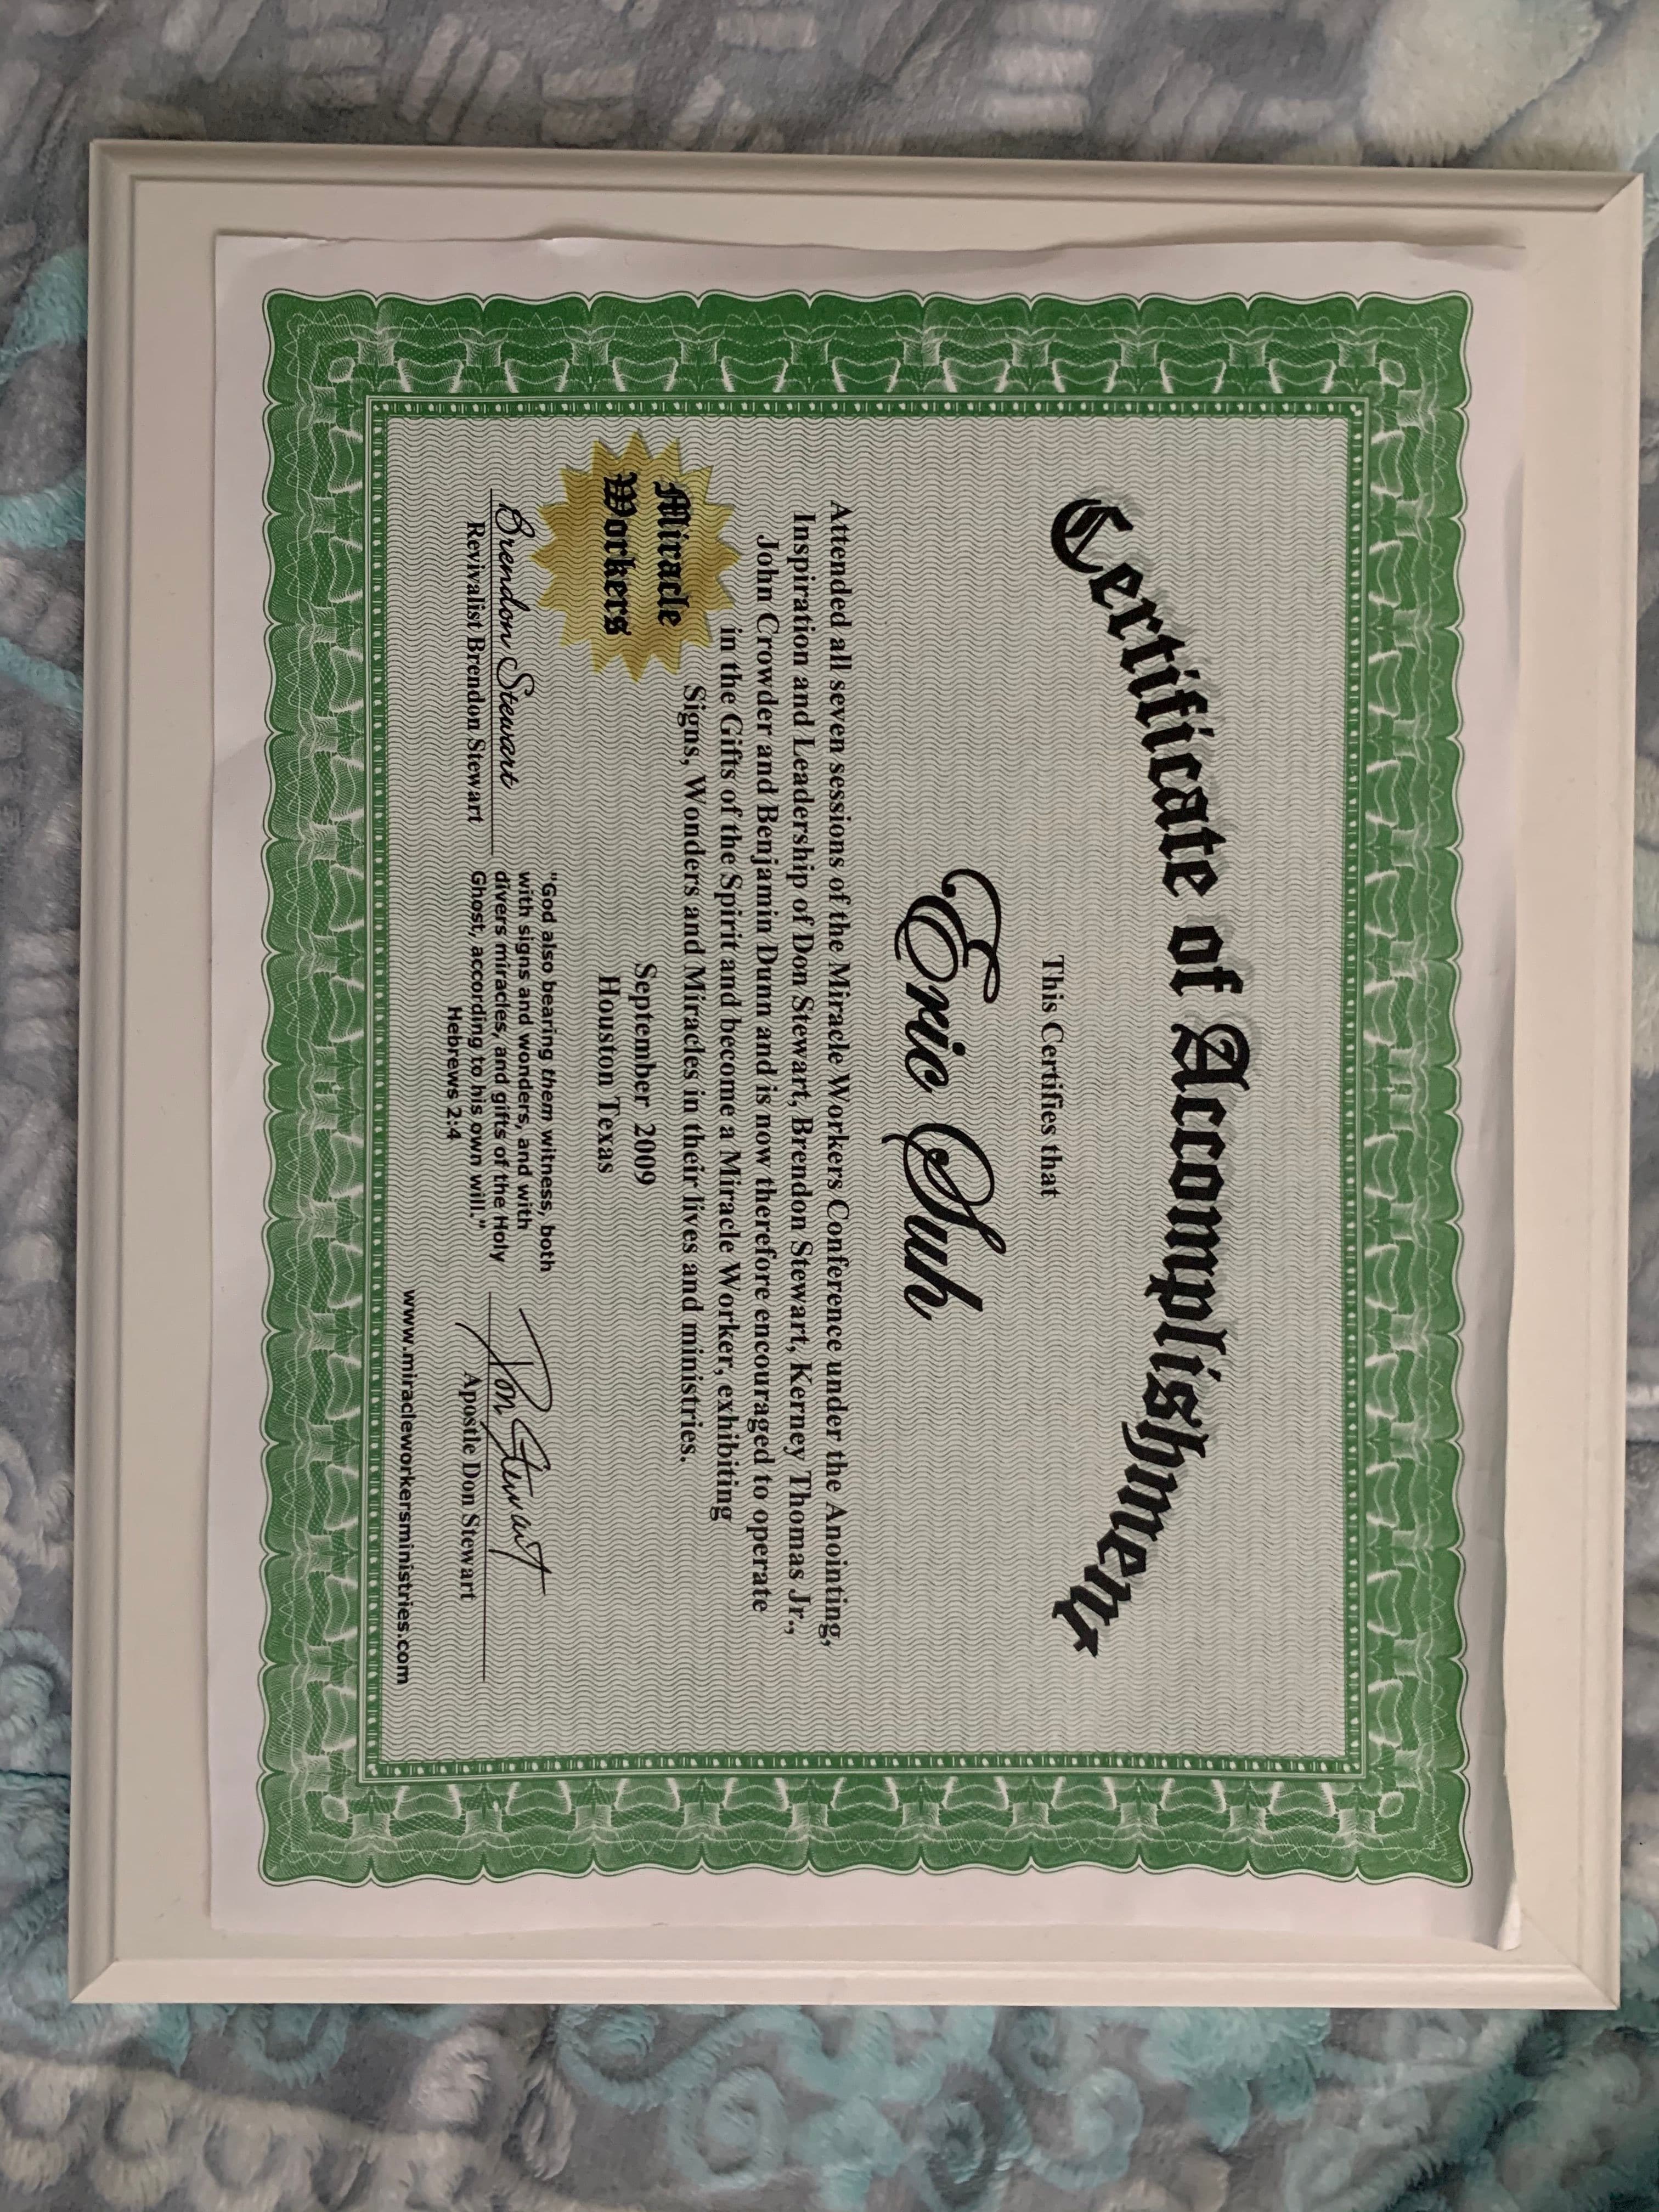 Certificate of Accomplishment
This Certifies that
Eric Suh
Attended all seven sessions of the Miracle Workers Conference under the Anointing,
Inspiration and Leadership of Don Stewart, Brendon Stewart, Kerney Thomas Jr.,
John Crowder and Benjamin Dunn and is now therefore encouraged to operate
in the Gifts of the Spirit and become a Miracle Worker, exhibiting
Signs, Wonders and Miracles in their lives and ministries.
Miracle
Workers
September 2009
Houston Texas
Brendon Stewart
Revivalist Brendon Stewart
"God also bearing them witness, both
with signs and wonders, and with
divers miracles, and gifts of the Holy
Ghost, according to his own will."
Hebrews 2:4
Don Stewart
Apostle Don Stewart
www.miracleworkersministries.com